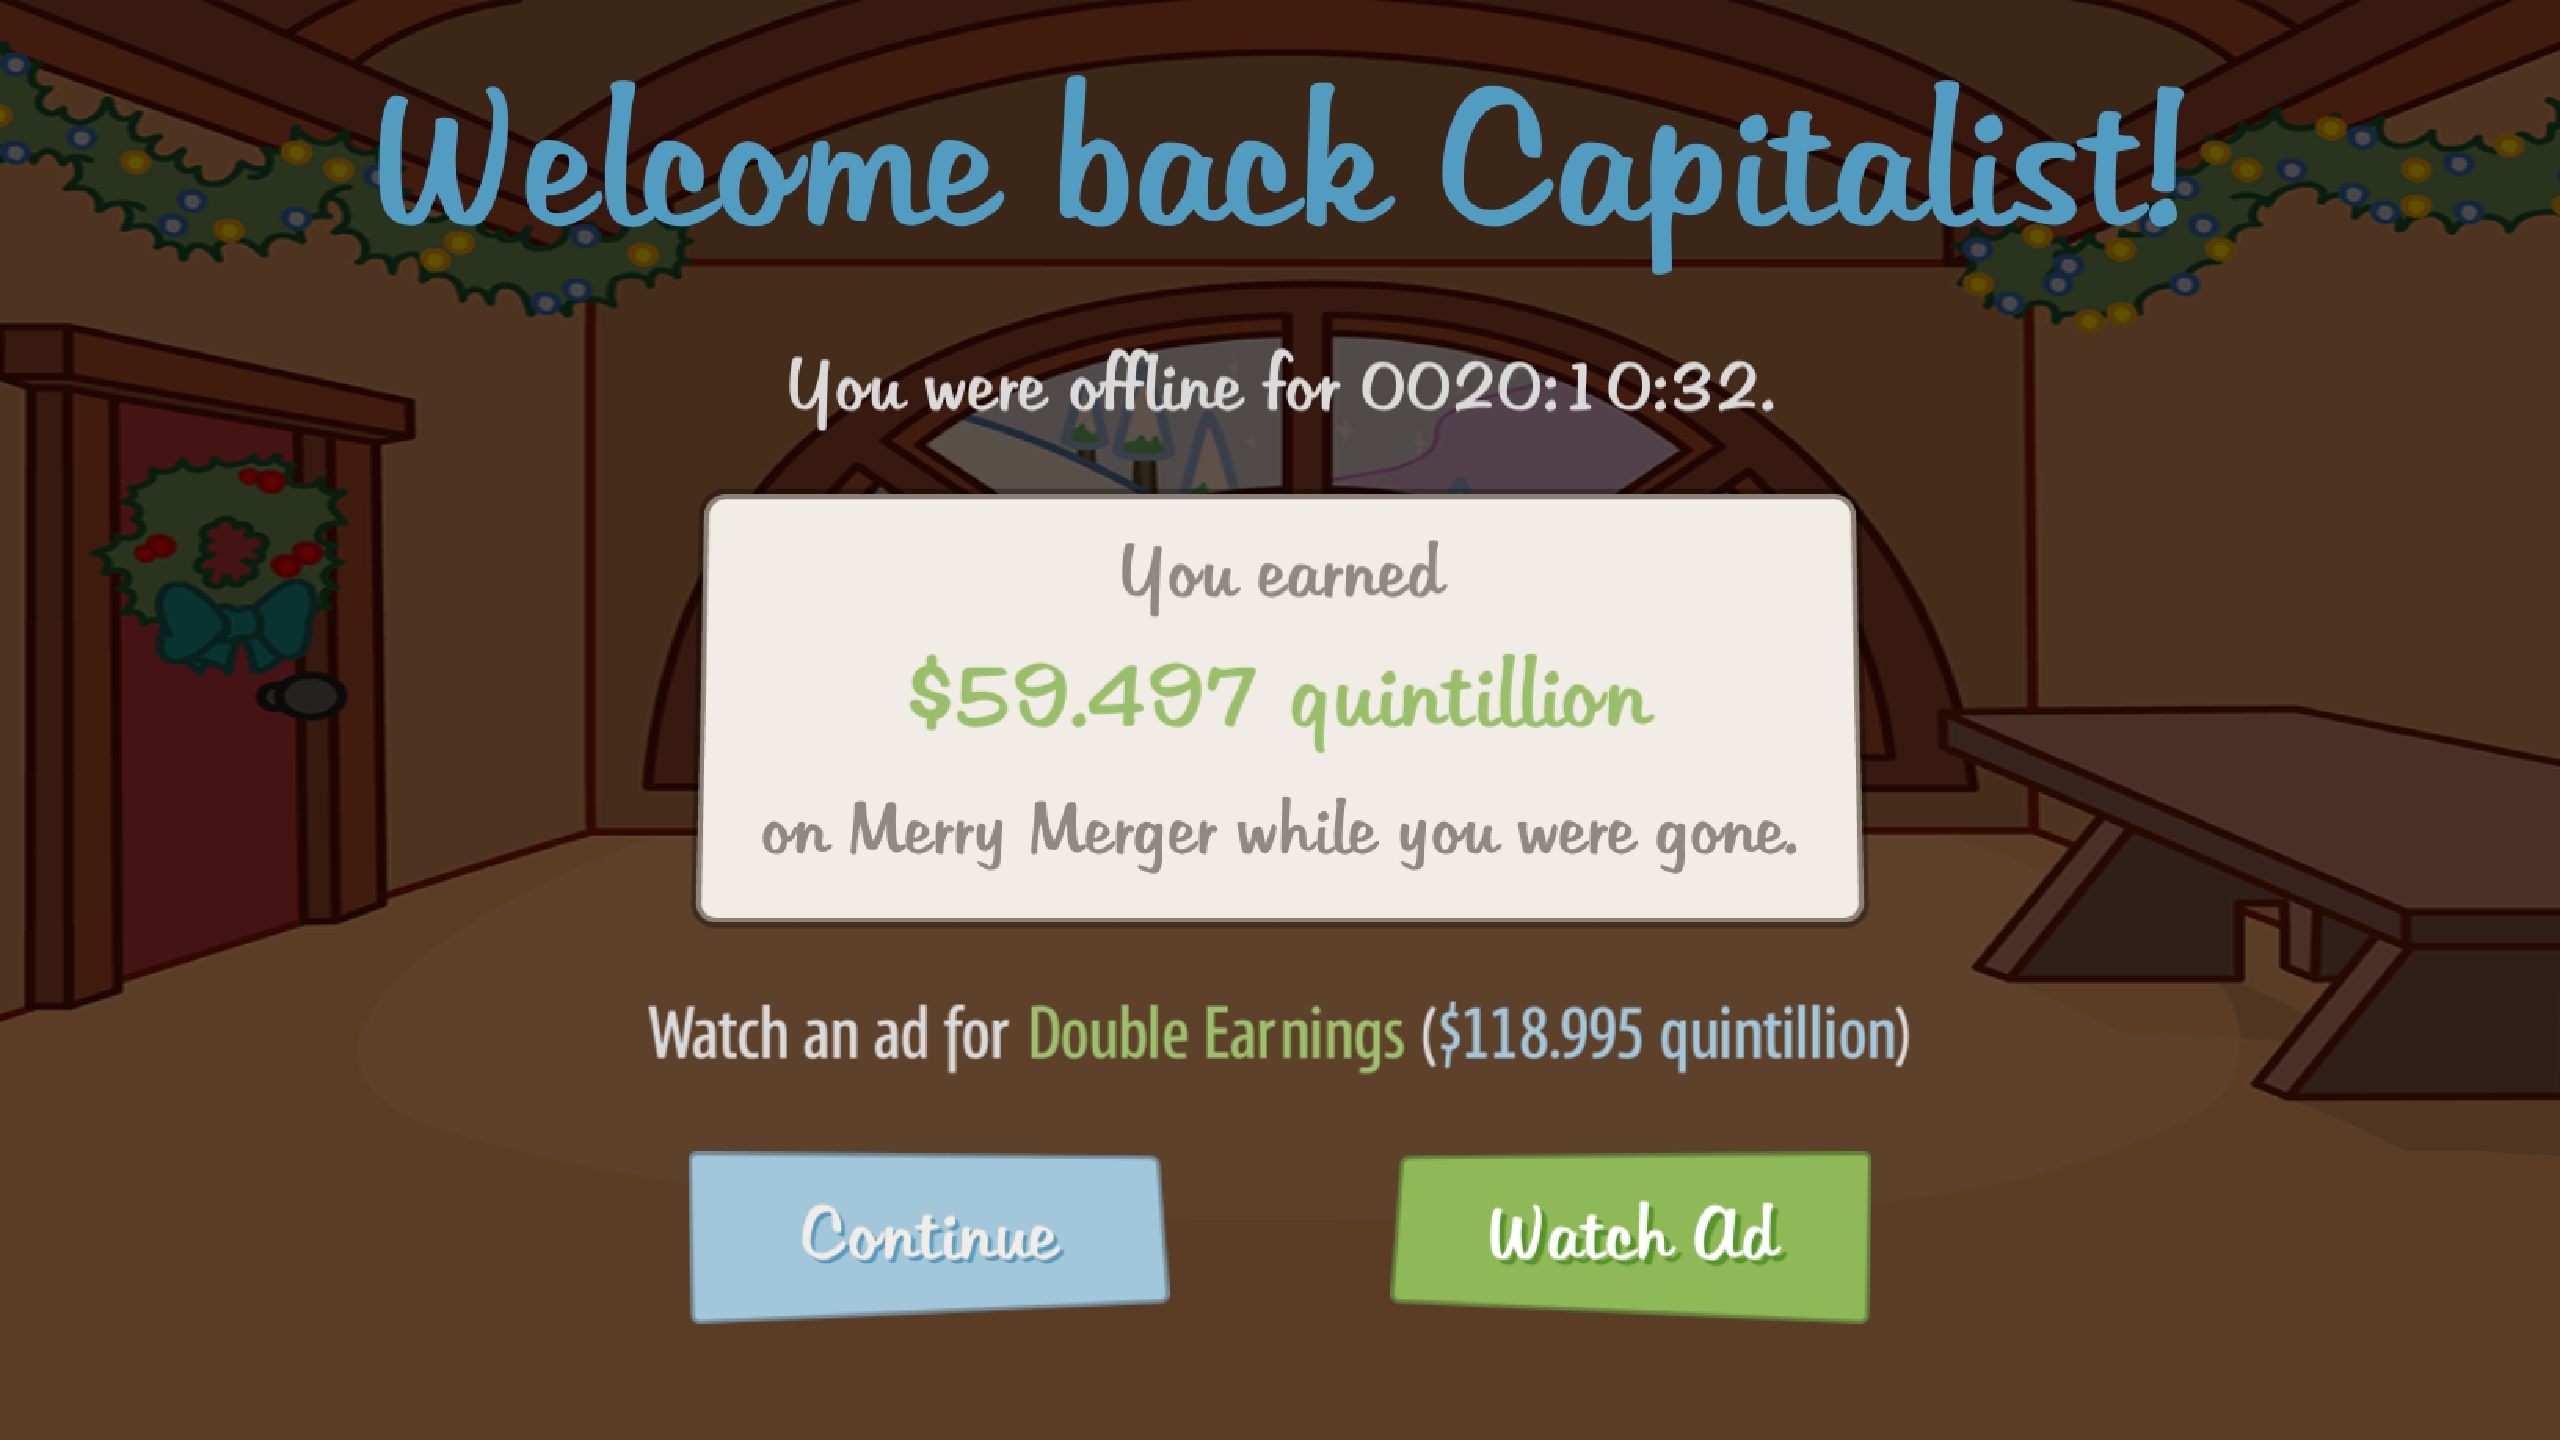 Welcome back Capitalist!
You were offline for 0020:10:32.
You earned
$59.497 quintillion
on Merry Merger while you were gone.
Watch an ad for Double Earnings ($118.995 quintillion)
Continue
Watch Ad